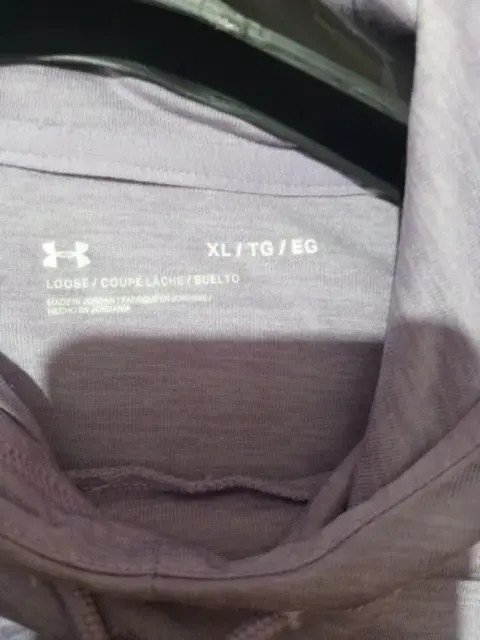 XL / TG / EG
LOOSE / COUPE LÂCHE / SUELTO
MADE IN JORDAN / FABRIQUÉ EN JORDANIE /
HECHO EN JORDANIA